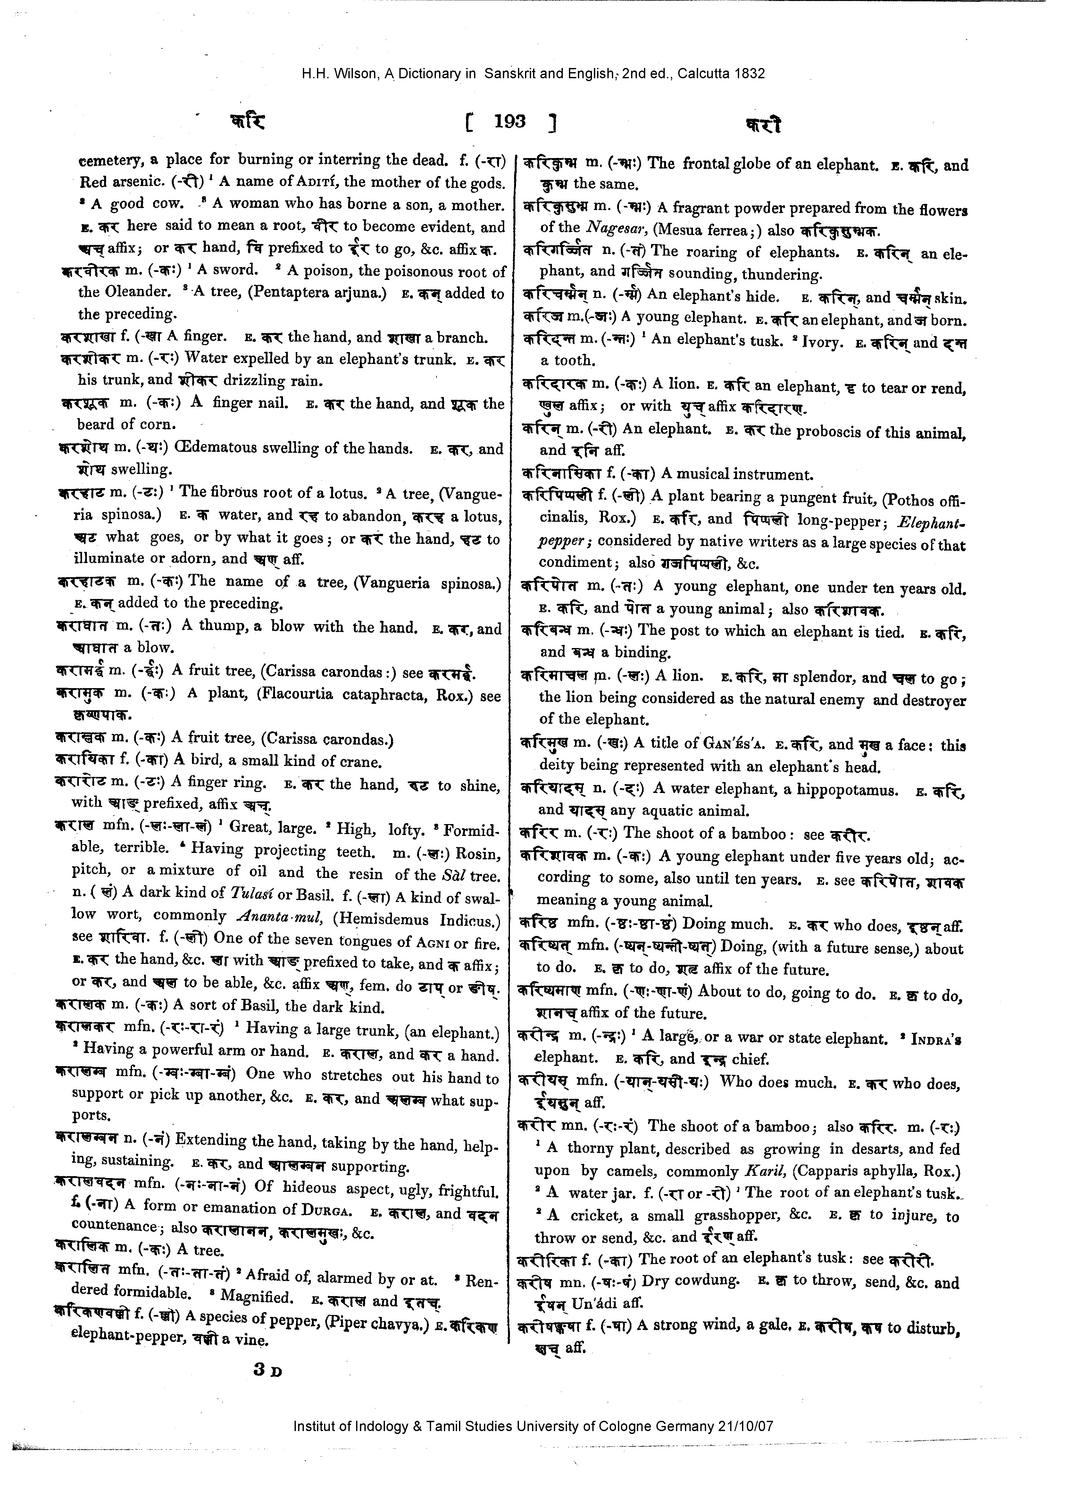 H.H. Wilson, A Dictionary in Sanskrit and English, 2nd ed., Calcutta 1832
करि [ 193 ] करी
cemetery, a place for burning or interring the dead. f. (-रा)
Red arsenic. (-री) ¹ A name of ADITÍ, the mother of the gods.
² A good cow. ³ A woman who has borne a son, a mother.
E. कर here said to mean a root, वीर to become evident, and
अच् affix; or कर hand, वि prefixed to ईर to go, &c. affix क.
करवीरक m. (-कः) ¹ A sword. ² A poison, the poisonous root of
the Oleander. ³ A tree, (Pentaptera arjuna.) E. कन् added to
the preceding.
करशाखा f. (-खा A finger. E. कर the hand, and शाखा a branch.
करशीकर m. (-रः) Water expelled by an elephant's trunk. E. कर
his trunk, and शीकर drizzling rain.
करशूक m. (-कः) A finger nail. E. कर the hand, and शूक the
beard of corn.
करशोथ m. (-थः) Œdematous swelling of the hands. E. कर, and
शोथ swelling.
करहाट m. (-टः) ¹ The fibrous root of a lotus. ² A tree, (Vangue-
ria spinosa.) E. क water, and रह to abandon, करह a lotus,
अट what goes, or by what it goes; or कर the hand, हट to
illuminate or adorn, and अण् aff.
करहाटक m. (-कः) The name of a tree, (Vangueria spinosa.)
E. कन् added to the preceding.
कराघात m. (-तः) A thump, a blow with the hand. E. कर, and
आघात a blow.
करामर्द्द m. (-र्द्दः) A fruit tree, (Carissa carondas:) see करमर्द्द.
करामुक m. (-कः) A plant, (Flacourtia cataphracta, Rox.) see
कृष्णपाक.
कराम्लक m. (-कः) A fruit tree, (Carissa carondas.)
करायिका f. (-का) A bird, a small kind of crane.
करारोट m. (-टः) A finger ring. E. कर the hand, रुट to shine,
with आङ् prefixed, affix अच्.
कराल mfn. (-लः-ला-लं) ¹ Great, large. ² High, lofty. ³ Formid-
able, terrible. ⁴ Having projecting teeth. m. (-लः) Rosin,
pitch, or a mixture of oil and the resin of the Sàl tree.
n. ( लं) A dark kind of Tulasí or Basil. f. (-ला) A kind of swal-
low wort, commonly Ananta-mul, (Hemisdemus Indicus.)
see शारिवा. f. (-ली) One of the seven tongues of AGNI or fire.
E. कर the hand, &c. ला with आङ् prefixed to take, and क affix;
or कर, and अल to be able, &c. affix अण्, fem. do टाप् or ङीष्.
करालक m. (-कः) A sort of Basil, the dark kind.
करालकर mfn. (-रः-रा-रं) ¹ Having a large trunk, (an elephant.)
² Having a powerful arm or hand. E. कराल, and कर a hand.
करालम्ब mfn. (-म्बः-म्बा-म्बं) One who stretches out his hand to
support or pick up another, &c. E. कर, and अलम्ब what sup-
ports.
करालम्बन n. (-नं) Extending the hand, taking by the hand, help-
ing, sustaining. E. कर, and आलम्बन supporting.
करालवदन mfn. (-नः-ना-नं) Of hideous aspect, ugly, frightful.
f. (-ना) A form or emanation of DURGA. E. कराल, and वदन
countenance; also करालानन, करालमुखः, &c.
करालिक m. (-कः) A tree.
करालित mfn. (-तः-ता-तं) ² Afraid of, alarmed by or at. ² Ren-
dered formidable. ³ Magnified. E. कराल and इतच्.
करिकणवल्ली f. (-ल्ली) A species of pepper, (Piper chavya.) E. करिकण
elephant-pepper, वल्ली a vine.
3 D
करिकुम्भ m. (-म्भः) The frontal globe of an elephant. E. करि, and
कुम्भ the same.
करिकुसुम्भ m. (-म्भः) A fragrant powder prepared from the flowers
of the Nagesar, (Mesua ferrea;) also करिकुसुम्भक.
करिगर्ज्जित n. (-तं) The roaring of elephants. E. करिन् an ele-
phant, and गर्ज्जित sounding, thundering.
करिचर्म्मन् n. (-र्म्म) An elephant's hide. E. करिन्, and चर्म्मन् skin.
करिज m.(-जः) A young elephant. E. करि an elephant, and ज born.
करिदन्त m. (-न्तः) ¹ An elephant's tusk. ² Ivory. E. करिन् and दन्त
a tooth.
करिदारक m. (-कः) A lion. E. करि an elephant, दृ to tear or rend,
ण्वुल affix; or with युच् affix करिदारण.
करिन् m. (-री) An elephant. E. कर the proboscis of this animal,
and इनि aff.
करिनासिका f. (-का) A musical instrument.
करिपिप्पली f. (-ली) A plant bearing a pungent fruit, (Pothos offi-
cinalis, Rox.) E. करि, and पिप्पली long-pepper; Elephant-
pepper; considered by native writers as a large species of that
condiment; also गजपिप्पली, &c.
करिपोत m. (-तः) A young elephant, one under ten years old.
E. करि, and पोत a young animal; also करिशावक.
करिबन्ध m. (-न्धः) The post to which an elephant is tied. E. करि,
and बन्ध a binding.
करिमाचल m. (-लः) A lion. E. करि, मा splendor, and चल to go;
the lion being considered as the natural enemy and destroyer
of the elephant.
करिमुख m. (-खः) A title of GAN'ÉS'A. E. करि, and मुख a face: this
deity being represented with an elephant's head.
करियादस् n. (-दः) A water elephant, a hippopotamus. E. करि,
and यादस् any aquatic animal.
करिर m. (-रः) The shoot of a bamboo: see करीर.
करिशावक m. (-कः) A young elephant under five years old; ac-
cording to some, also until ten years. E. see करिपोत, शावक
meaning a young animal.
करिष्ठ mfn. (-ष्ठः-ष्ठा-ष्ठं) Doing much. E. कर who does, इष्ठन् aff.
करिष्यत् mfn. (-ष्यन्-ष्यन्ती-ष्यत्) Doing, (with a future sense,) about
to do. E. कृ to do, शतृ affix of the future.
करिष्यमाण mfn. (-णः-णा-णं) About to do, going to do. E. कृ to do,
शानच् affix of the future.
करीन्द्र m. (-न्द्रः) ¹ A large, or a war or state elephant. ² INDRA's
elephant. E. करि, and इन्द्र chief.
करीयस् mfn. (-यान्-यसी-यः) Who does much. E. कर who does,
ईयसुन् aff.
करीर mn. (-रः-रं) The shoot of a bamboo; also करिर. m. (-रः)
¹ A thorny plant, described as growing in desarts, and fed
upon by camels, commonly Karil, (Capparis aphylla, Rox.)
² A water jar. f. (-रा or -री) ¹ The root of an elephant's tusk.
² A cricket, a small grasshopper, &c. E. कृ to injure, to
throw or send, &c. and ईरण् aff.
करीरिका f. (-का) The root of an elephant's tusk: see करीरी.
करीष mn. (-षः-षं) Dry cowdung. E. कृ to throw, send, &c. and
ईषन् Un'ádi aff.
करीषङ्कषा f. (-षा) A strong wind, a gale. E. करीष, कष to disturb,
खच् aff.
Institut of Indology & Tamil Studies University of Cologne Germany 21/10/07